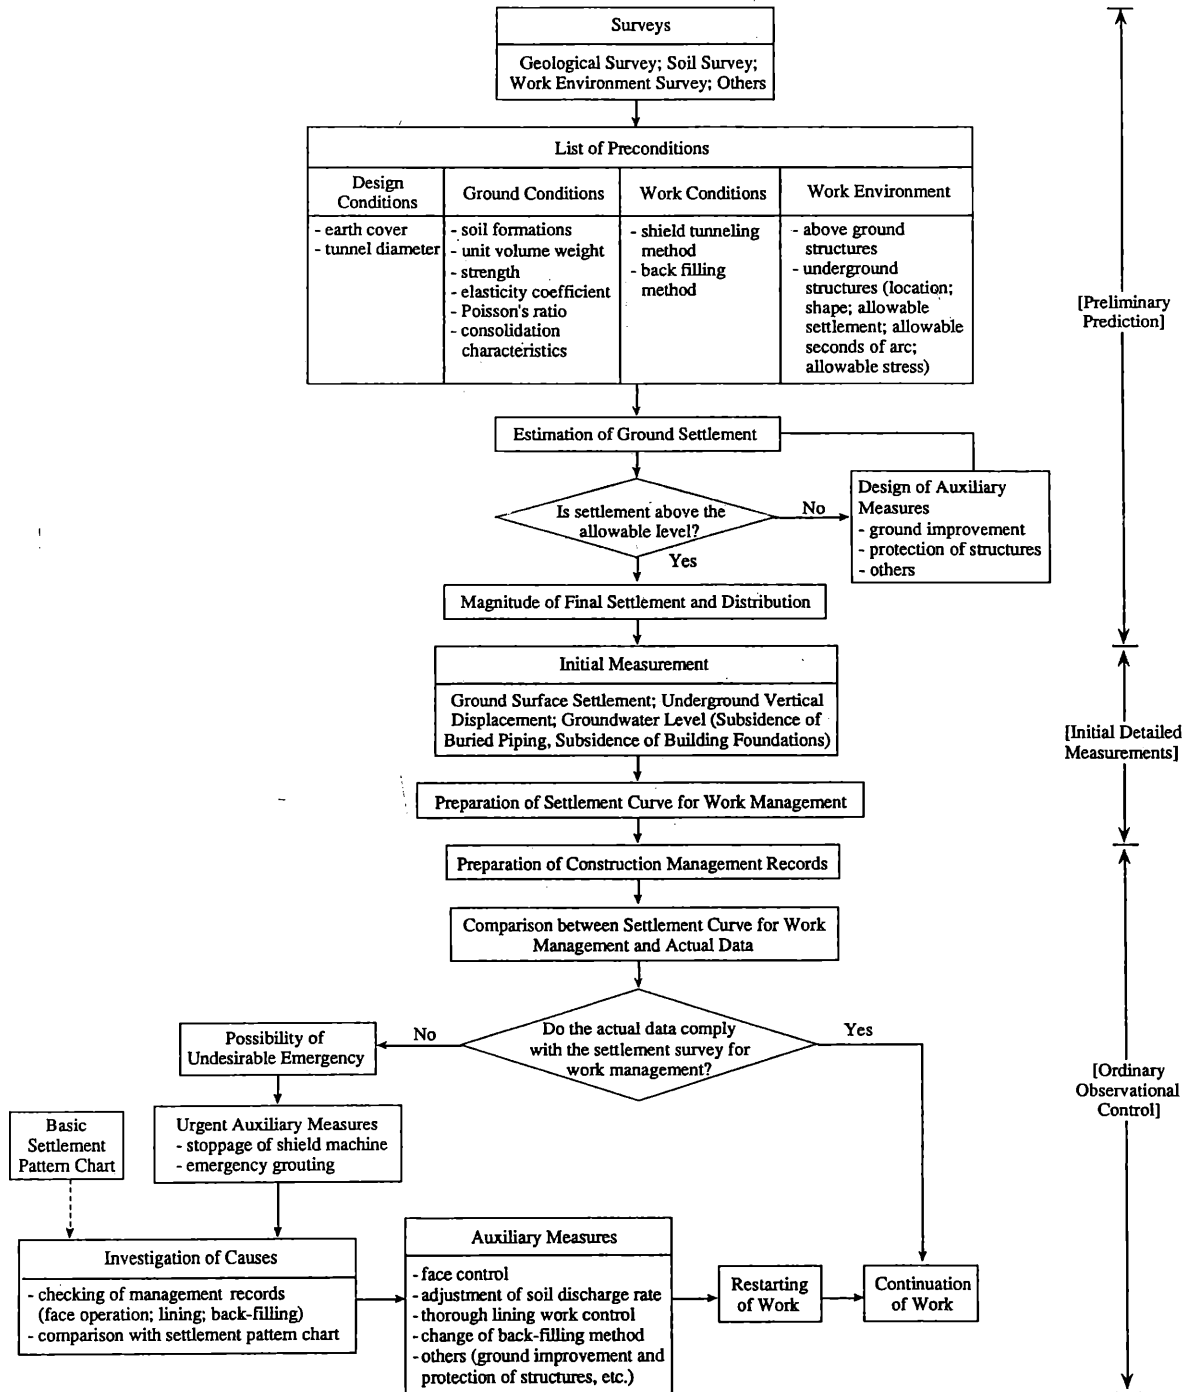 Surveys
Geological Survey; Soil Survey;
Work Environment Survey; Others
List of Preconditions
Design
Conditions
- earth cover
- tunnel diameter
Ground Conditions
- soil formations
- unit volume weight
- strength
- elasticity coefficient
- Poisson's ratio
- consolidation
characteristics
Work Conditions
- shield tunneling
method
- back filling
method
Work Environment
- above ground
structures
- underground
structures (location;
shape; allowable
settlement; allowable
seconds of arc;
allowable stress)
[Preliminary
Prediction]
Estimation of Ground Settlement
Is settlement above the
allowable level?
No
Design of Auxiliary
Measures
- ground improvement
- protection of structures
- others
Yes
Magnitude of Final Settlement and Distribution
Initial Measurement
Ground Surface Settlement; Underground Vertical
Displacement; Groundwater Level (Subsidence of
Buried Piping, Subsidence of Building Foundations)
[Initial Detailed
Measurements]
Preparation of Settlement Curve for Work Management
Preparation of Construction Management Records
Comparison between Settlement Curve for Work
Management and Actual Data
Do the actual data comply
with the settlement survey for
work management?
No
Yes
Possibility of
Undesirable Emergency
[Ordinary
Observational
Control]
Basic
Settlement
Pattern Chart
Urgent Auxiliary Measures
- stoppage of shield machine
- emergency grouting
Investigation of Causes
- checking of management records
(face operation; lining; back-filling)
- comparison with settlement pattern chart
Auxiliary Measures
- face control
- adjustment of soil discharge rate
- thorough lining work control
- change of back-filling method
- others (ground improvement and
protection of structures, etc.)
Restarting
of Work
Continuation
of Work